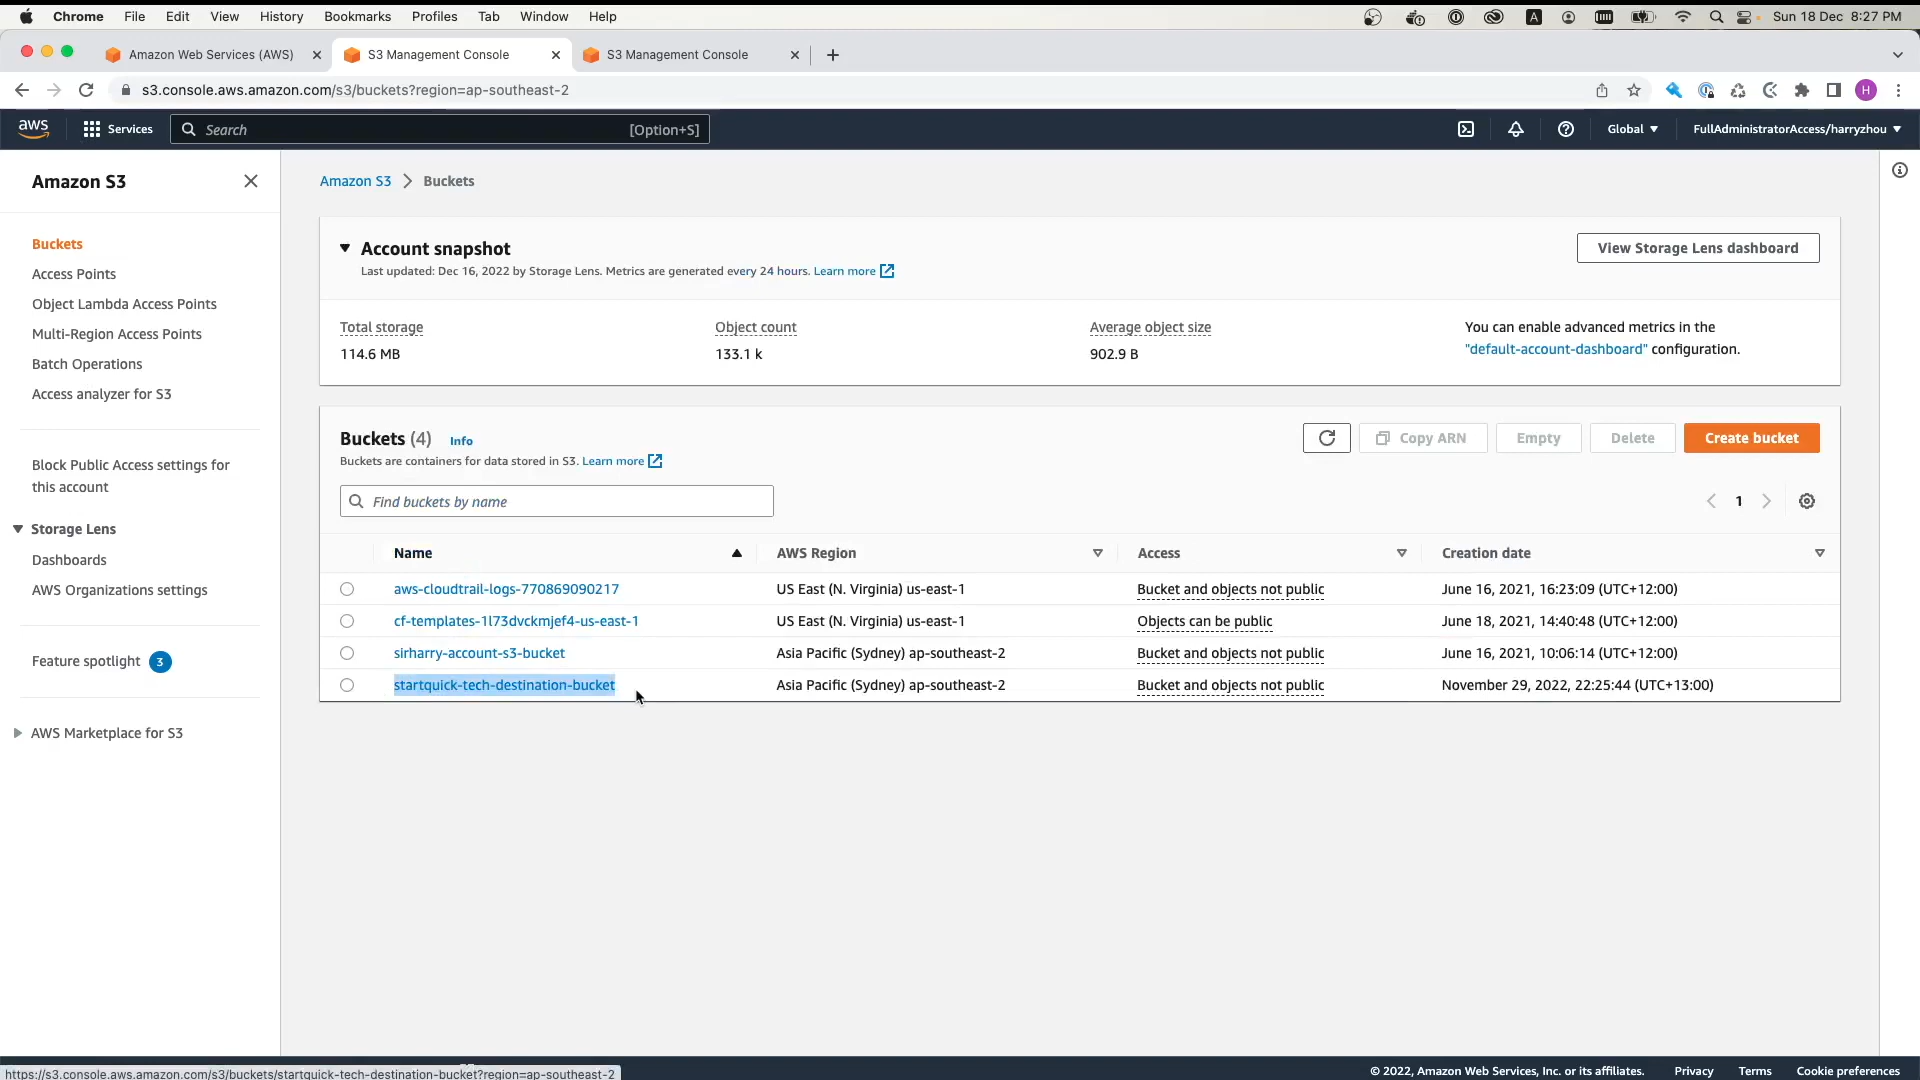 Chrome File Edit View History Bookmarks Profiles Tab Window Help
A
Sun 18 Dec 8:27 PM
Amazon Web Services (AWS)
S3 Management Console
S3 Management Console
s3.console.aws.amazon.com/s3/buckets?region=ap-southeast-2
H
aws
Services
Search
[Option+S]
Global
FullAdministratorAccess/harryzhou
Amazon S3
Buckets
Access Points
Object Lambda Access Points
Multi-Region Access Points
Batch Operations
Access analyzer for S3
Block Public Access settings for
this account
Storage Lens
Dashboards
AWS Organizations settings
Feature spotlight 3
AWS Marketplace for S3
Amazon S3 > Buckets
Account snapshot
Last updated: Dec 16, 2022 by Storage Lens. Metrics are generated every 24 hours. Learn more
View Storage Lens dashboard
Total storage
114.6 MB
Object count
133.1 k
Average object size
902.9 B
You can enable advanced metrics in the
"default-account-dashboard" configuration.
Buckets (4) Info
Buckets are containers for data stored in S3. Learn more
Copy ARN
Empty
Delete
Create bucket
Find buckets by name
1
Name AWS Region Access Creation date
aws-cloudtrail-logs-770869090217 US East (N. Virginia) us-east-1 Bucket and objects not public June 16, 2021, 16:23:09 (UTC+12:00)
cf-templates-1l73dvckmjef4-us-east-1 US East (N. Virginia) us-east-1 Objects can be public June 18, 2021, 14:40:48 (UTC+12:00)
sirharry-account-s3-bucket Asia Pacific (Sydney) ap-southeast-2 Bucket and objects not public June 16, 2021, 10:06:14 (UTC+12:00)
startquick-tech-destination-bucket Asia Pacific (Sydney) ap-southeast-2 Bucket and objects not public November 29, 2022, 22:25:44 (UTC+13:00)
https://s3.console.aws.amazon.com/s3/buckets/startquick-tech-destination-bucket?region=ap-southeast-2
© 2022, Amazon Web Services, Inc. or its affiliates. Privacy Terms Cookie preferences